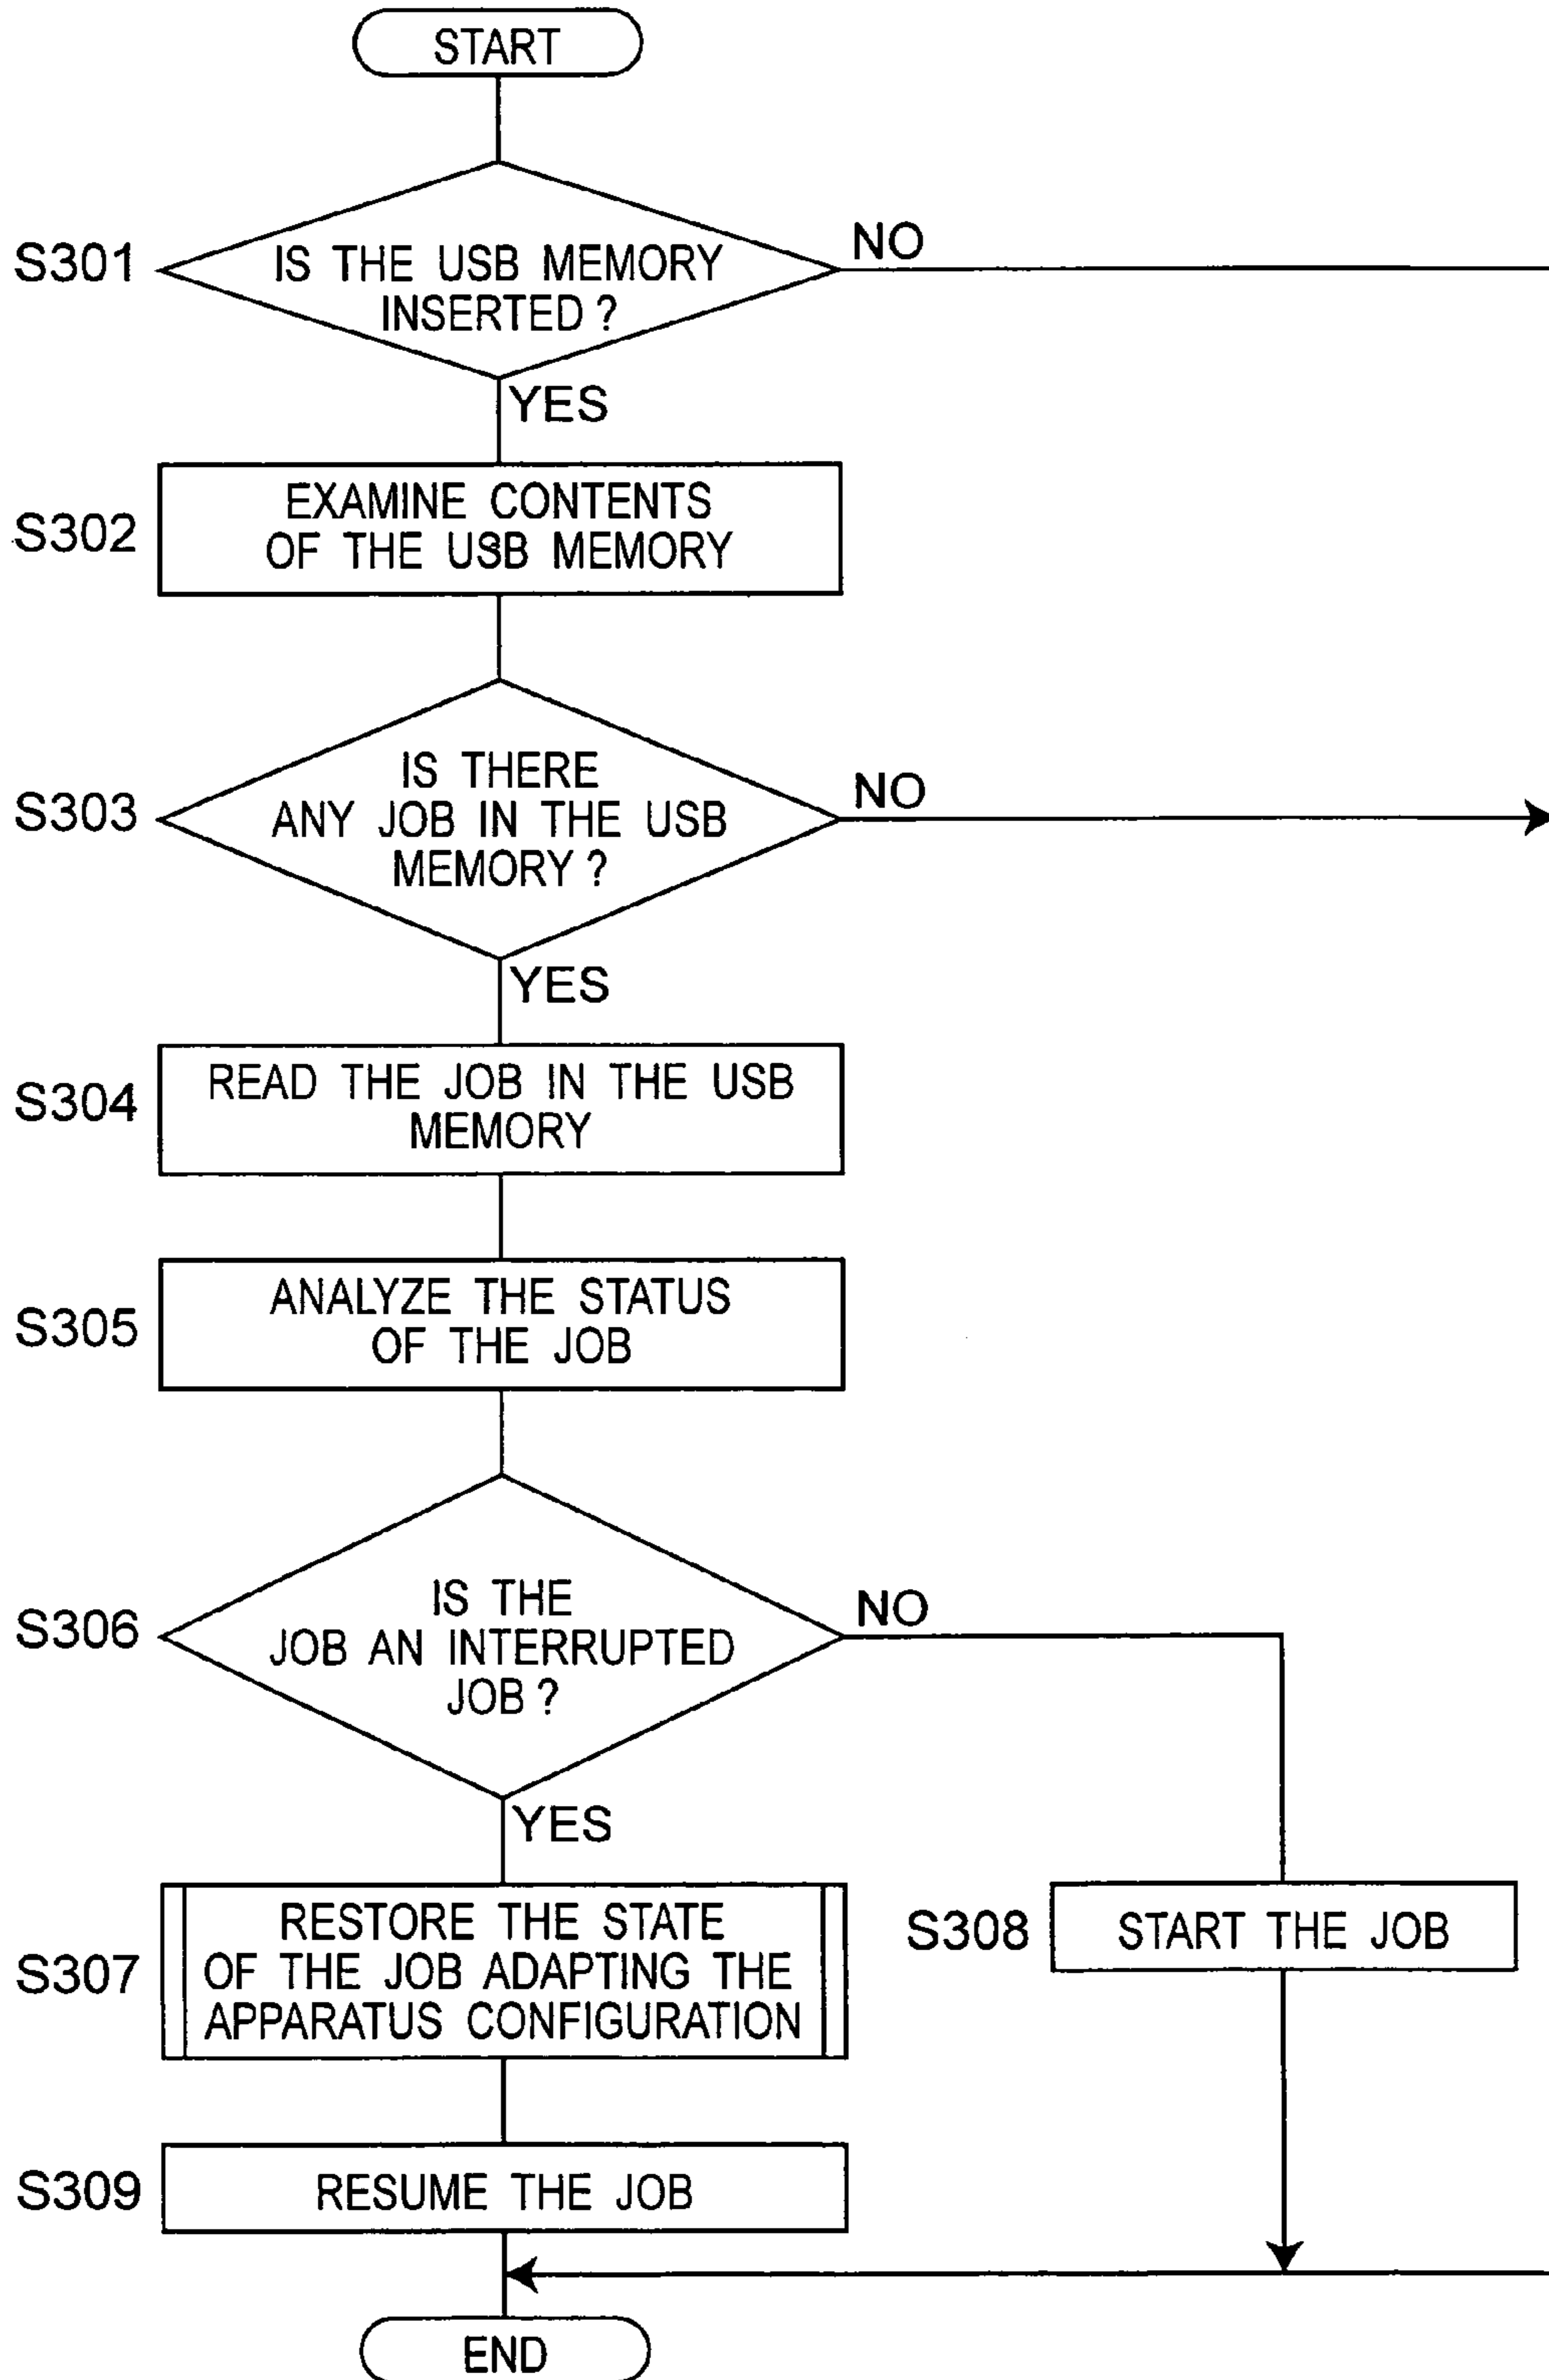 START
S301
IS THE USB MEMORY
INSERTED ?
NO
YES
S302
EXAMINE CONTENTS
OF THE USB MEMORY
S303
IS THERE
ANY JOB IN THE USB
MEMORY ?
NO
YES
S304
READ THE JOB IN THE USB
MEMORY
S305
ANALYZE THE STATUS
OF THE JOB
S306
IS THE
JOB AN INTERRUPTED
JOB ?
NO
YES
S307
RESTORE THE STATE
OF THE JOB ADAPTING THE
APPARATUS CONFIGURATION
S308
START THE JOB
S309
RESUME THE JOB
END